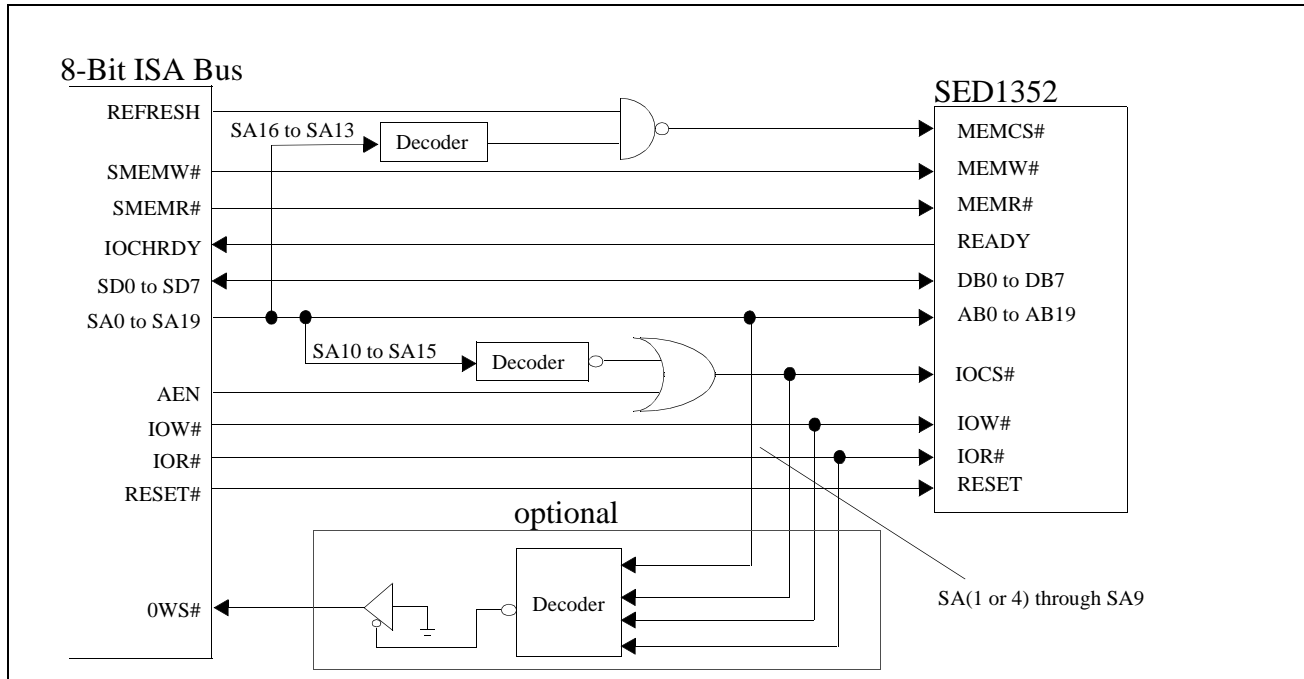 8-Bit ISA Bus
SED1352
REFRESH
SA16 to SA13
Decoder
MEMCS#
SMEMW#
MEMW#
SMEMR#
MEMR#
IOCHRDY
READY
SD0 to SD7
DB0 to DB7
SA0 to SA19
AB0 to AB19
SA10 to SA15
Decoder
IOCS#
AEN
IOW#
IOW#
IOR#
IOR#
RESET#
RESET
optional
Decoder
0WS#
SA(1 or 4) through SA9